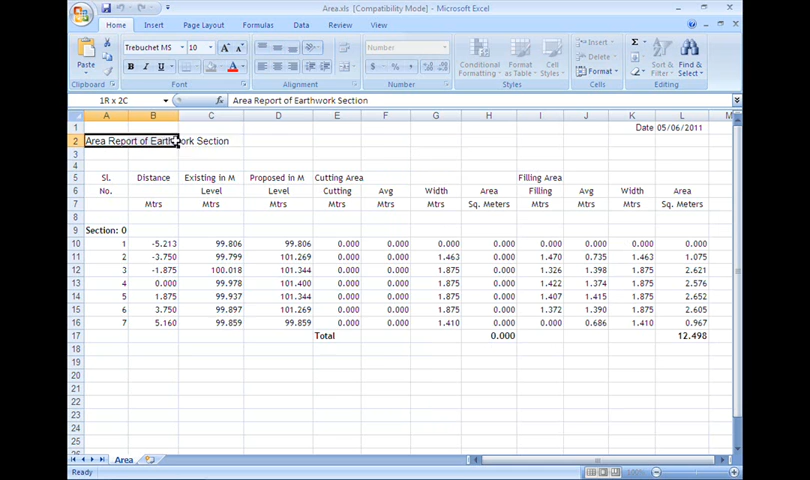 Area.xls [Compatibility Mode] - Microsoft Excel
Home Insert Page Layout Formulas Data Review View
Paste
Clipboard
Trebuchet MS 10 A A
B I U A
Font
Alignment
Number
$ % ,
Number
Conditional Formatting
Format as Table
Cell Styles
Styles
Insert
Delete
Format
Cells
Σ
Sort & Filter
Find & Select
Editing
1R x 2C fx Area Report of Earthwork Section
A B C D E F G H I J K L M
1 Date 05/06/2011
2 Area Report of Earthwork Section
3
4
5 Sl. Distance Existing in M Proposed in M Cutting Area Filling Area
6 No. Level Level Cutting Avg Width Area Filling Avg Width Area
7 Mtrs Mtrs Mtrs Mtrs Mtrs Mtrs Sq. Meters Mtrs Mtrs Mtrs Sq. Meters
8
9 Section: 0
10 1 -5.213 99.806 99.806 0.000 0.000 0.000 0.000 0.000 0.000 0.000 0.000
11 2 -3.750 99.799 101.269 0.000 0.000 1.463 0.000 1.470 0.735 1.463 1.075
12 3 -1.875 100.018 101.344 0.000 0.000 1.875 0.000 1.326 1.398 1.875 2.621
13 4 0.000 99.978 101.400 0.000 0.000 1.875 0.000 1.422 1.374 1.875 2.576
14 5 1.875 99.937 101.344 0.000 0.000 1.875 0.000 1.407 1.415 1.875 2.652
15 6 3.750 99.897 101.269 0.000 0.000 1.875 0.000 1.372 1.390 1.875 2.605
16 7 5.160 99.859 99.859 0.000 0.000 1.410 0.000 0.000 0.686 1.410 0.967
17 Total 0.000 12.498
18
19
20
21
22
23
24
25
Area
Ready 100%